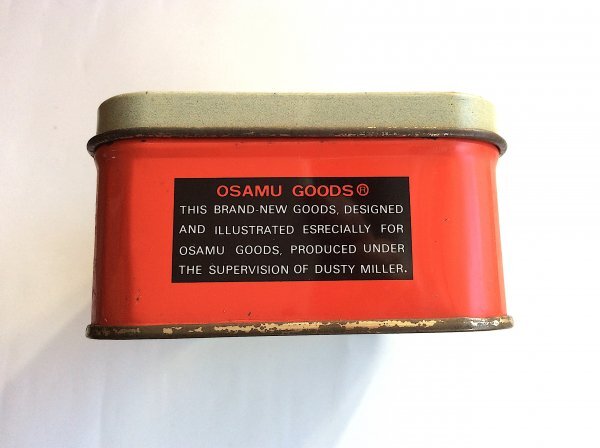 OSAMU GOODS®
THIS BRAND-NEW GOODS, DESIGNED
AND ILLUSTRATED ESRECIALLY FOR
OSAMU GOODS, PRODUCED UNDER
THE SUPERVISION OF DUSTY MILLER.